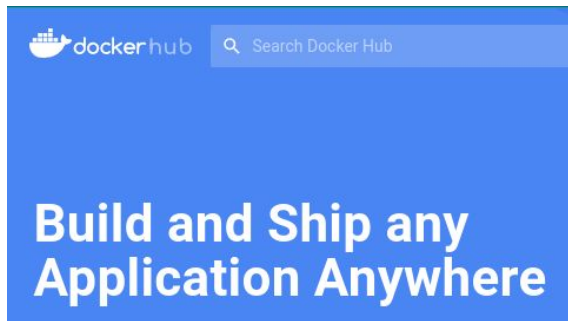 dockerhub Search Docker Hub
Build and Ship any
Application Anywhere